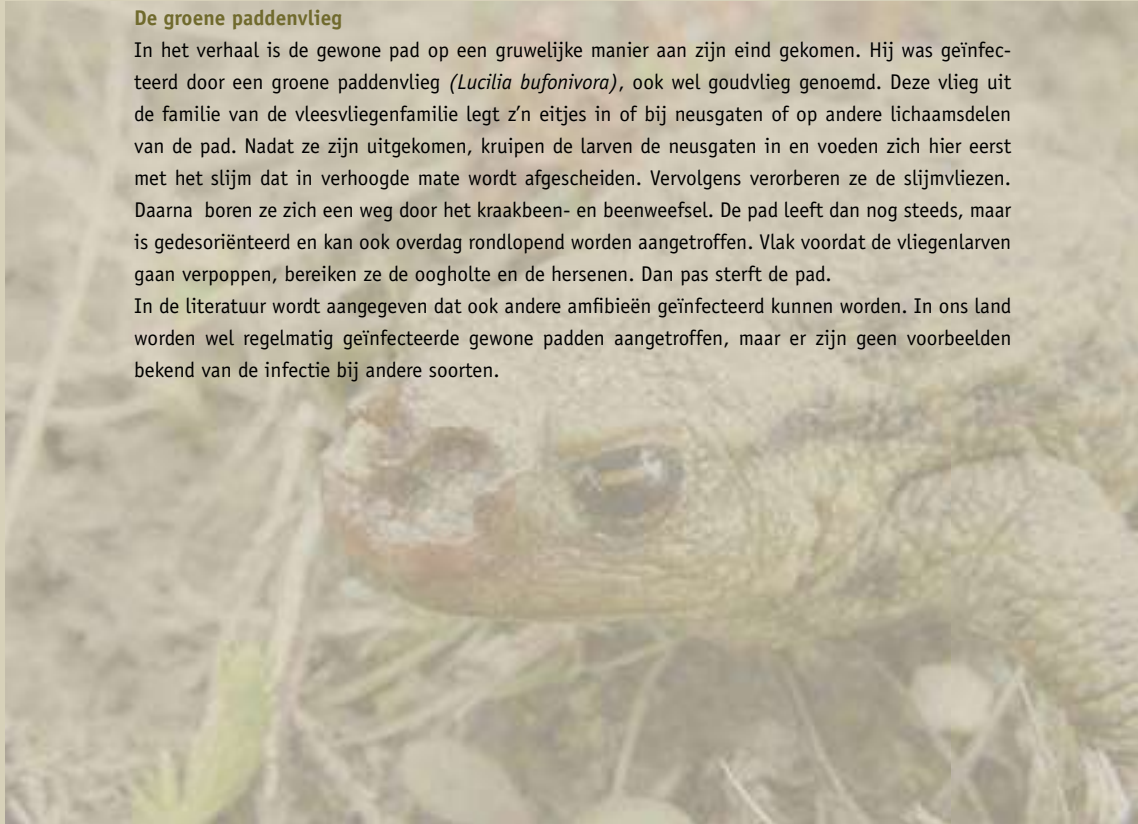 De groene paddenvlieg
In het verhaal is de gewone pad op een gruwelijke manier aan zijn eind gekomen. Hij was geïnfec-
teerd door een groene paddenvlieg (Lucilia bufonivora), ook wel goudvlieg genoemd. Deze vlieg uit
de familie van de vleesvliegenfamilie legt z'n eitjes in of bij neusgaten of op andere lichaamsdelen
van de pad. Nadat ze zijn uitgekomen, kruipen de larven de neusgaten in en voeden zich hier eerst
met het slijm dat in verhoogde mate wordt afgescheiden. Vervolgens verorberen ze de slijmvliezen.
Daarna boren ze zich een weg door het kraakbeen- en beenweefsel. De pad leeft dan nog steeds, maar
is gedesoriënteerd en kan ook overdag rondlopend worden aangetroffen. Vlak voordat de vliegenlarven
gaan verpoppen, bereiken ze de oogholte en de hersenen. Dan pas sterft de pad.
In de literatuur wordt aangegeven dat ook andere amfibieën geïnfecteerd kunnen worden. In ons land
worden wel regelmatig geïnfecteerde gewone padden aangetroffen, maar er zijn geen voorbeelden
bekend van de infectie bij andere soorten.